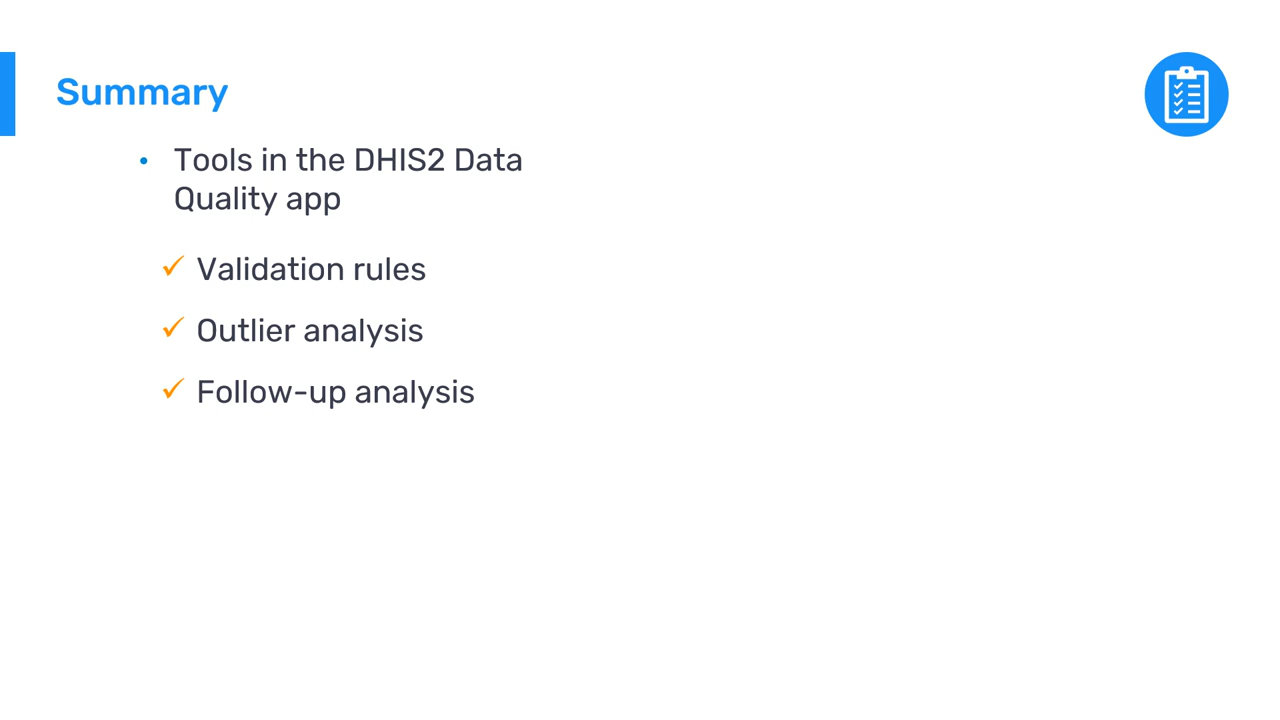 Summary
• Tools in the DHIS2 Data
Quality app
✓ Validation rules
✓ Outlier analysis
✓ Follow-up analysis